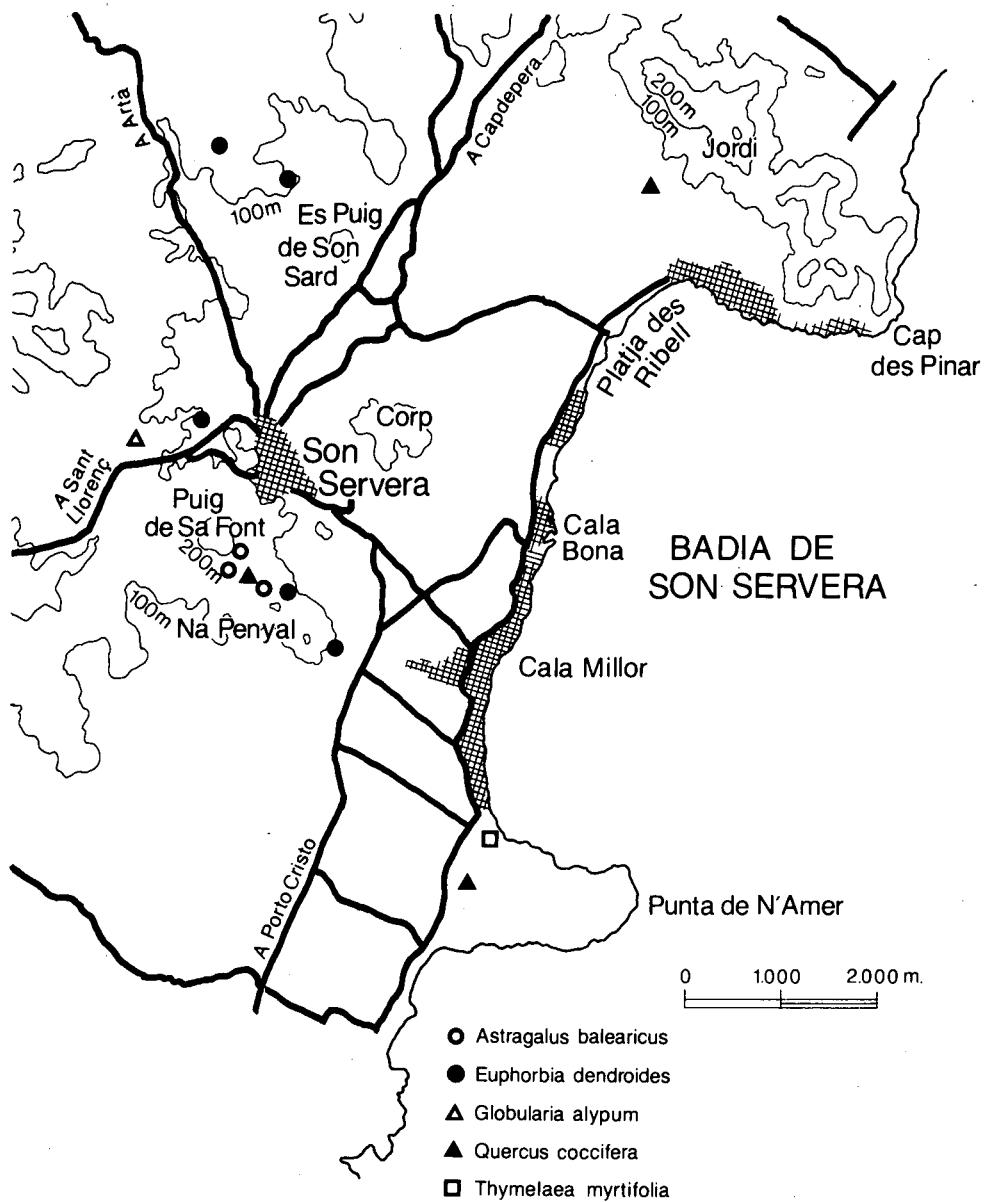 A Artà
A Capdepera
200m
100m
Jordi
100m
Es Puig
de Son
Sard
Platja des
Ribell
Cap
des Pinar
Corp
Son
Servera
A Sant
Llorenç
Puig
de Sa Font
200m
100m
Na Penyal
Cala
Bona
BADIA DE
SON SERVERA
Cala Millor
A Porto Cristo
Punta de N'Amer
0 1.000 2.000 m.
Astragalus balearicus
Euphorbia dendroides
Globularia alypum
Quercus coccifera
Thymelaea myrtifolia